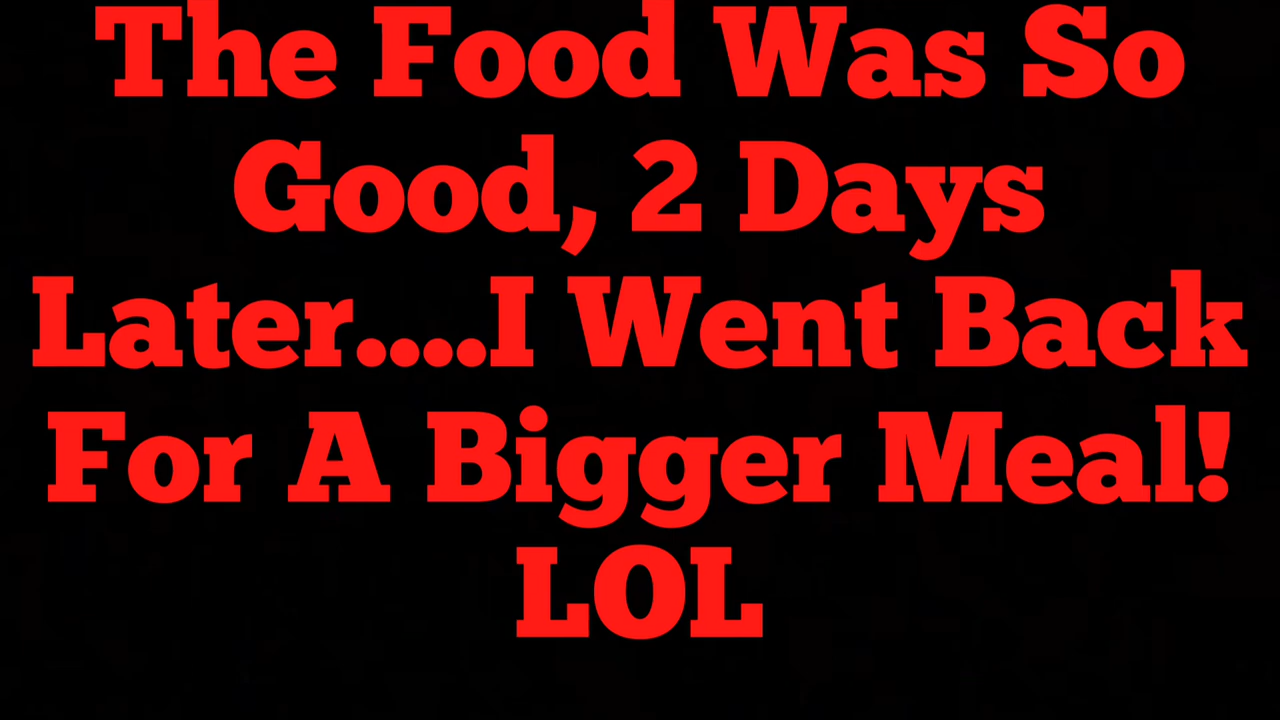 The Food Was So
Good, 2 Days
Later....I Went Back
For A Bigger Meal!
LOL